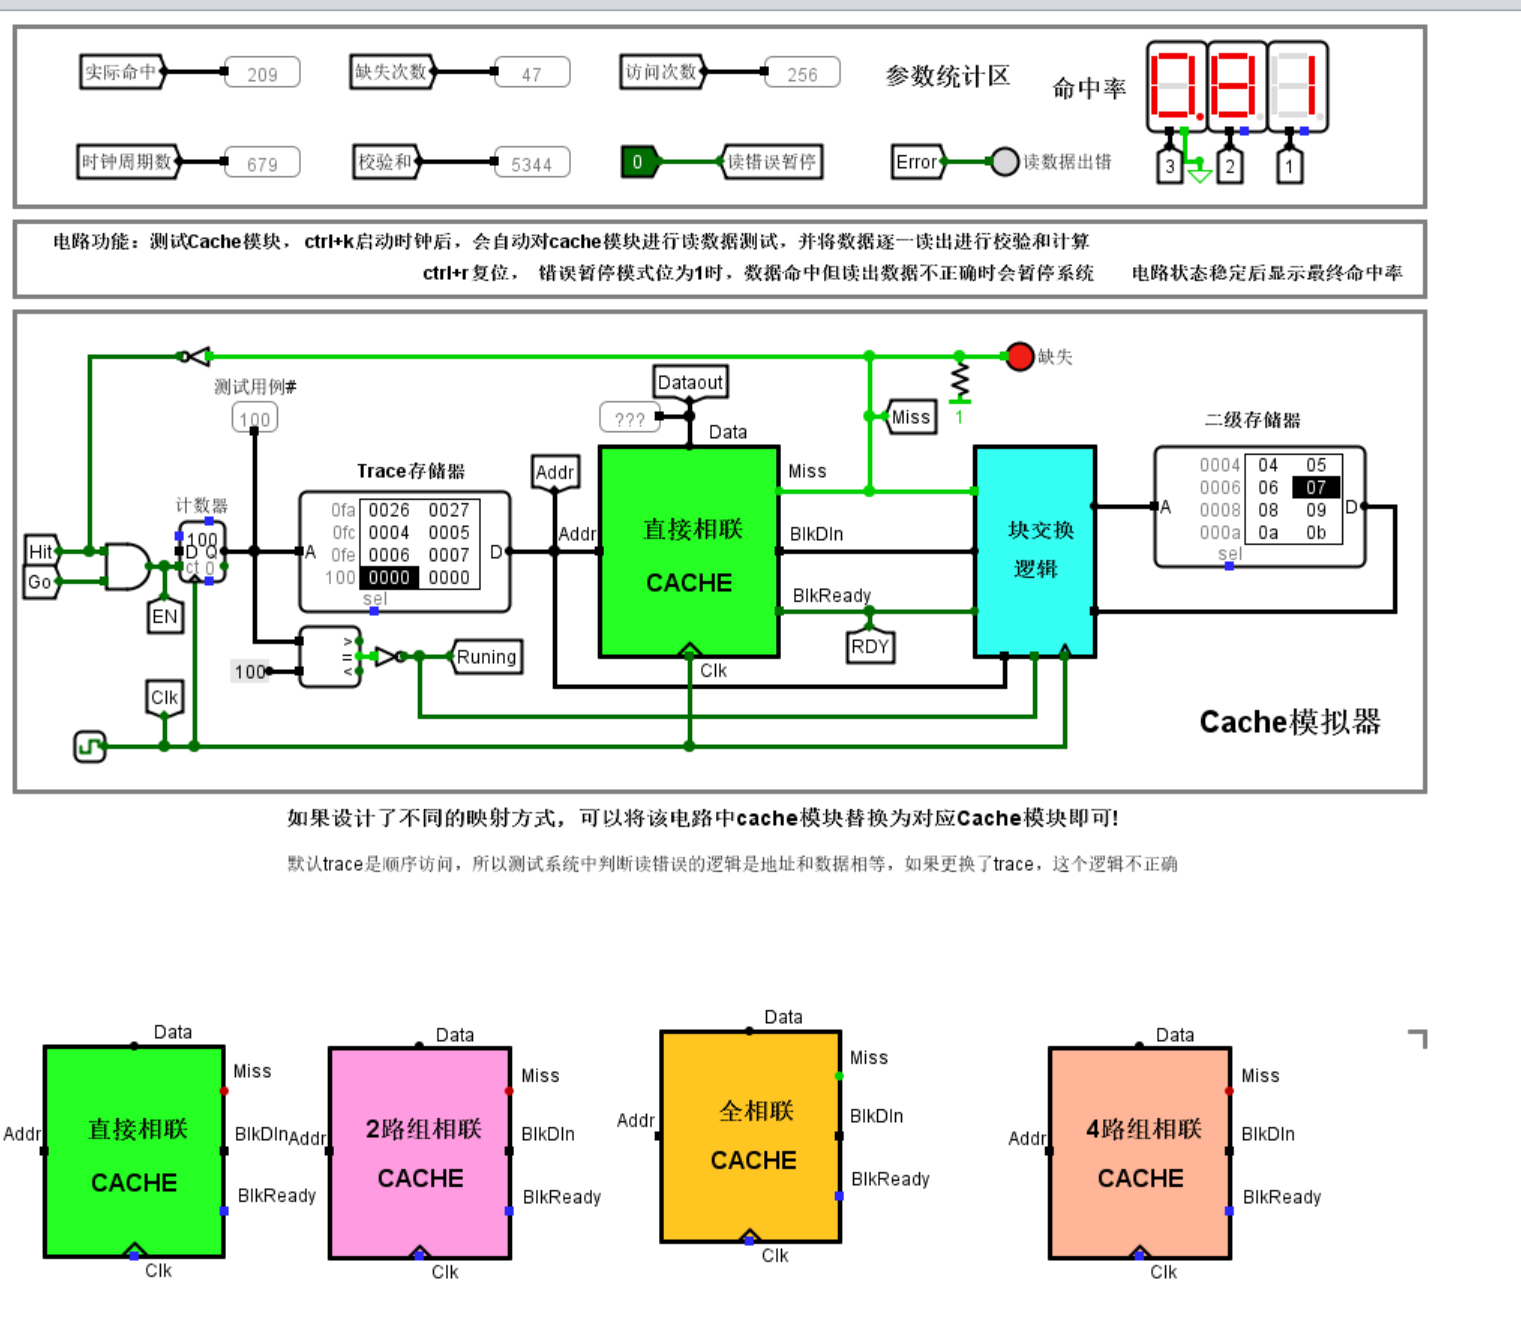 实际命中 209 缺失次数 47 访问次数 256 参数统计区 命中率 0.81
时钟周期数 679 校验和 5344 0 读错误暂停 Error 读数据出错 3 2 1
电路功能：测试Cache模块，ctrl+k启动时钟后，会自动对cache模块进行读数据测试，并将数据逐一读出进行校验和计算
ctrl+r复位， 错误暂停模式位为1时，数据命中但读出数据不正确时会暂停系统 电路状态稳定后显示最终命中率
缺失
测试用例#
100
Dataout
???
Data
Miss
1
二级存储器
0004 04 05
0006 06 07
0008 08 09
000a 0a 0b
A
D
sel
Trace存储器
0fa 0026 0027
0fc 0004 0005
0fe 0006 0007
100 0000 0000
A
D
sel
Addr
Addr
计数器
100
D Q
ct 0
Hit
Go
EN
直接相联
CACHE
Miss
BlkDIn
BlkReady
Clk
RDY
块交换
逻辑
>
=
<
100
Runing
Clk
Cache模拟器
如果设计了不同的映射方式，可以将该电路中cache模块替换为对应Cache模块即可!
默认trace是顺序访问，所以测试系统中判断读错误的逻辑是地址和数据相等，如果更换了trace，这个逻辑不正确
Data
Miss
Addr
直接相联
CACHE
BlkDIn
BlkReady
Clk
Data
Miss
Addr
2路组相联
CACHE
BlkDIn
BlkReady
Clk
Data
Miss
Addr
全相联
CACHE
BlkDIn
BlkReady
Clk
Data
Miss
Addr
4路组相联
CACHE
BlkDIn
BlkReady
Clk